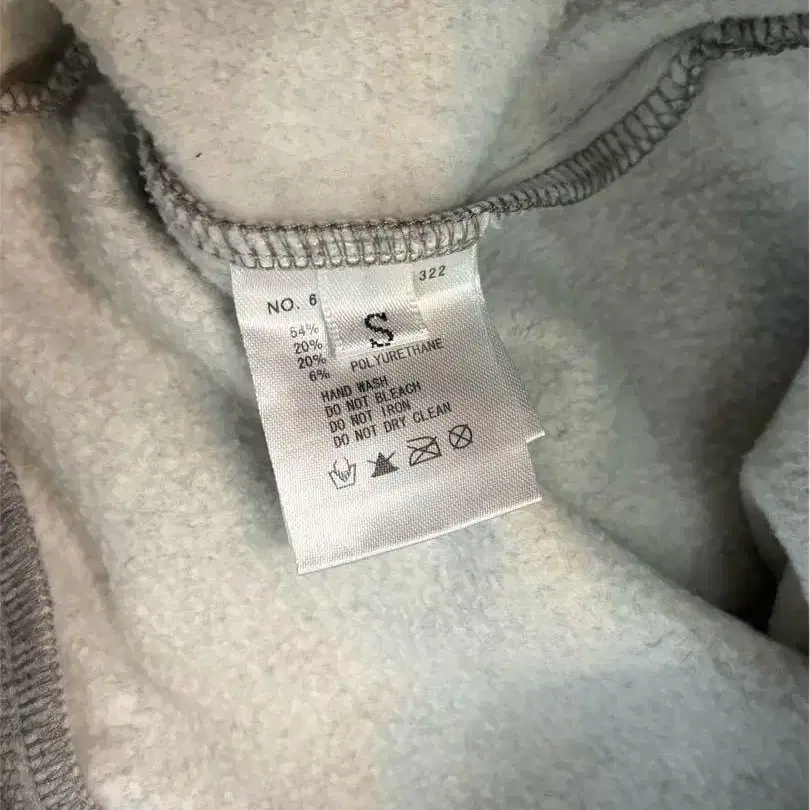 NO. 6 322
S
54%
20%
20%
6% POLYURETHANE
HAND WASH
DO NOT BLEACH
DO NOT IRON
DO NOT DRY CLEAN